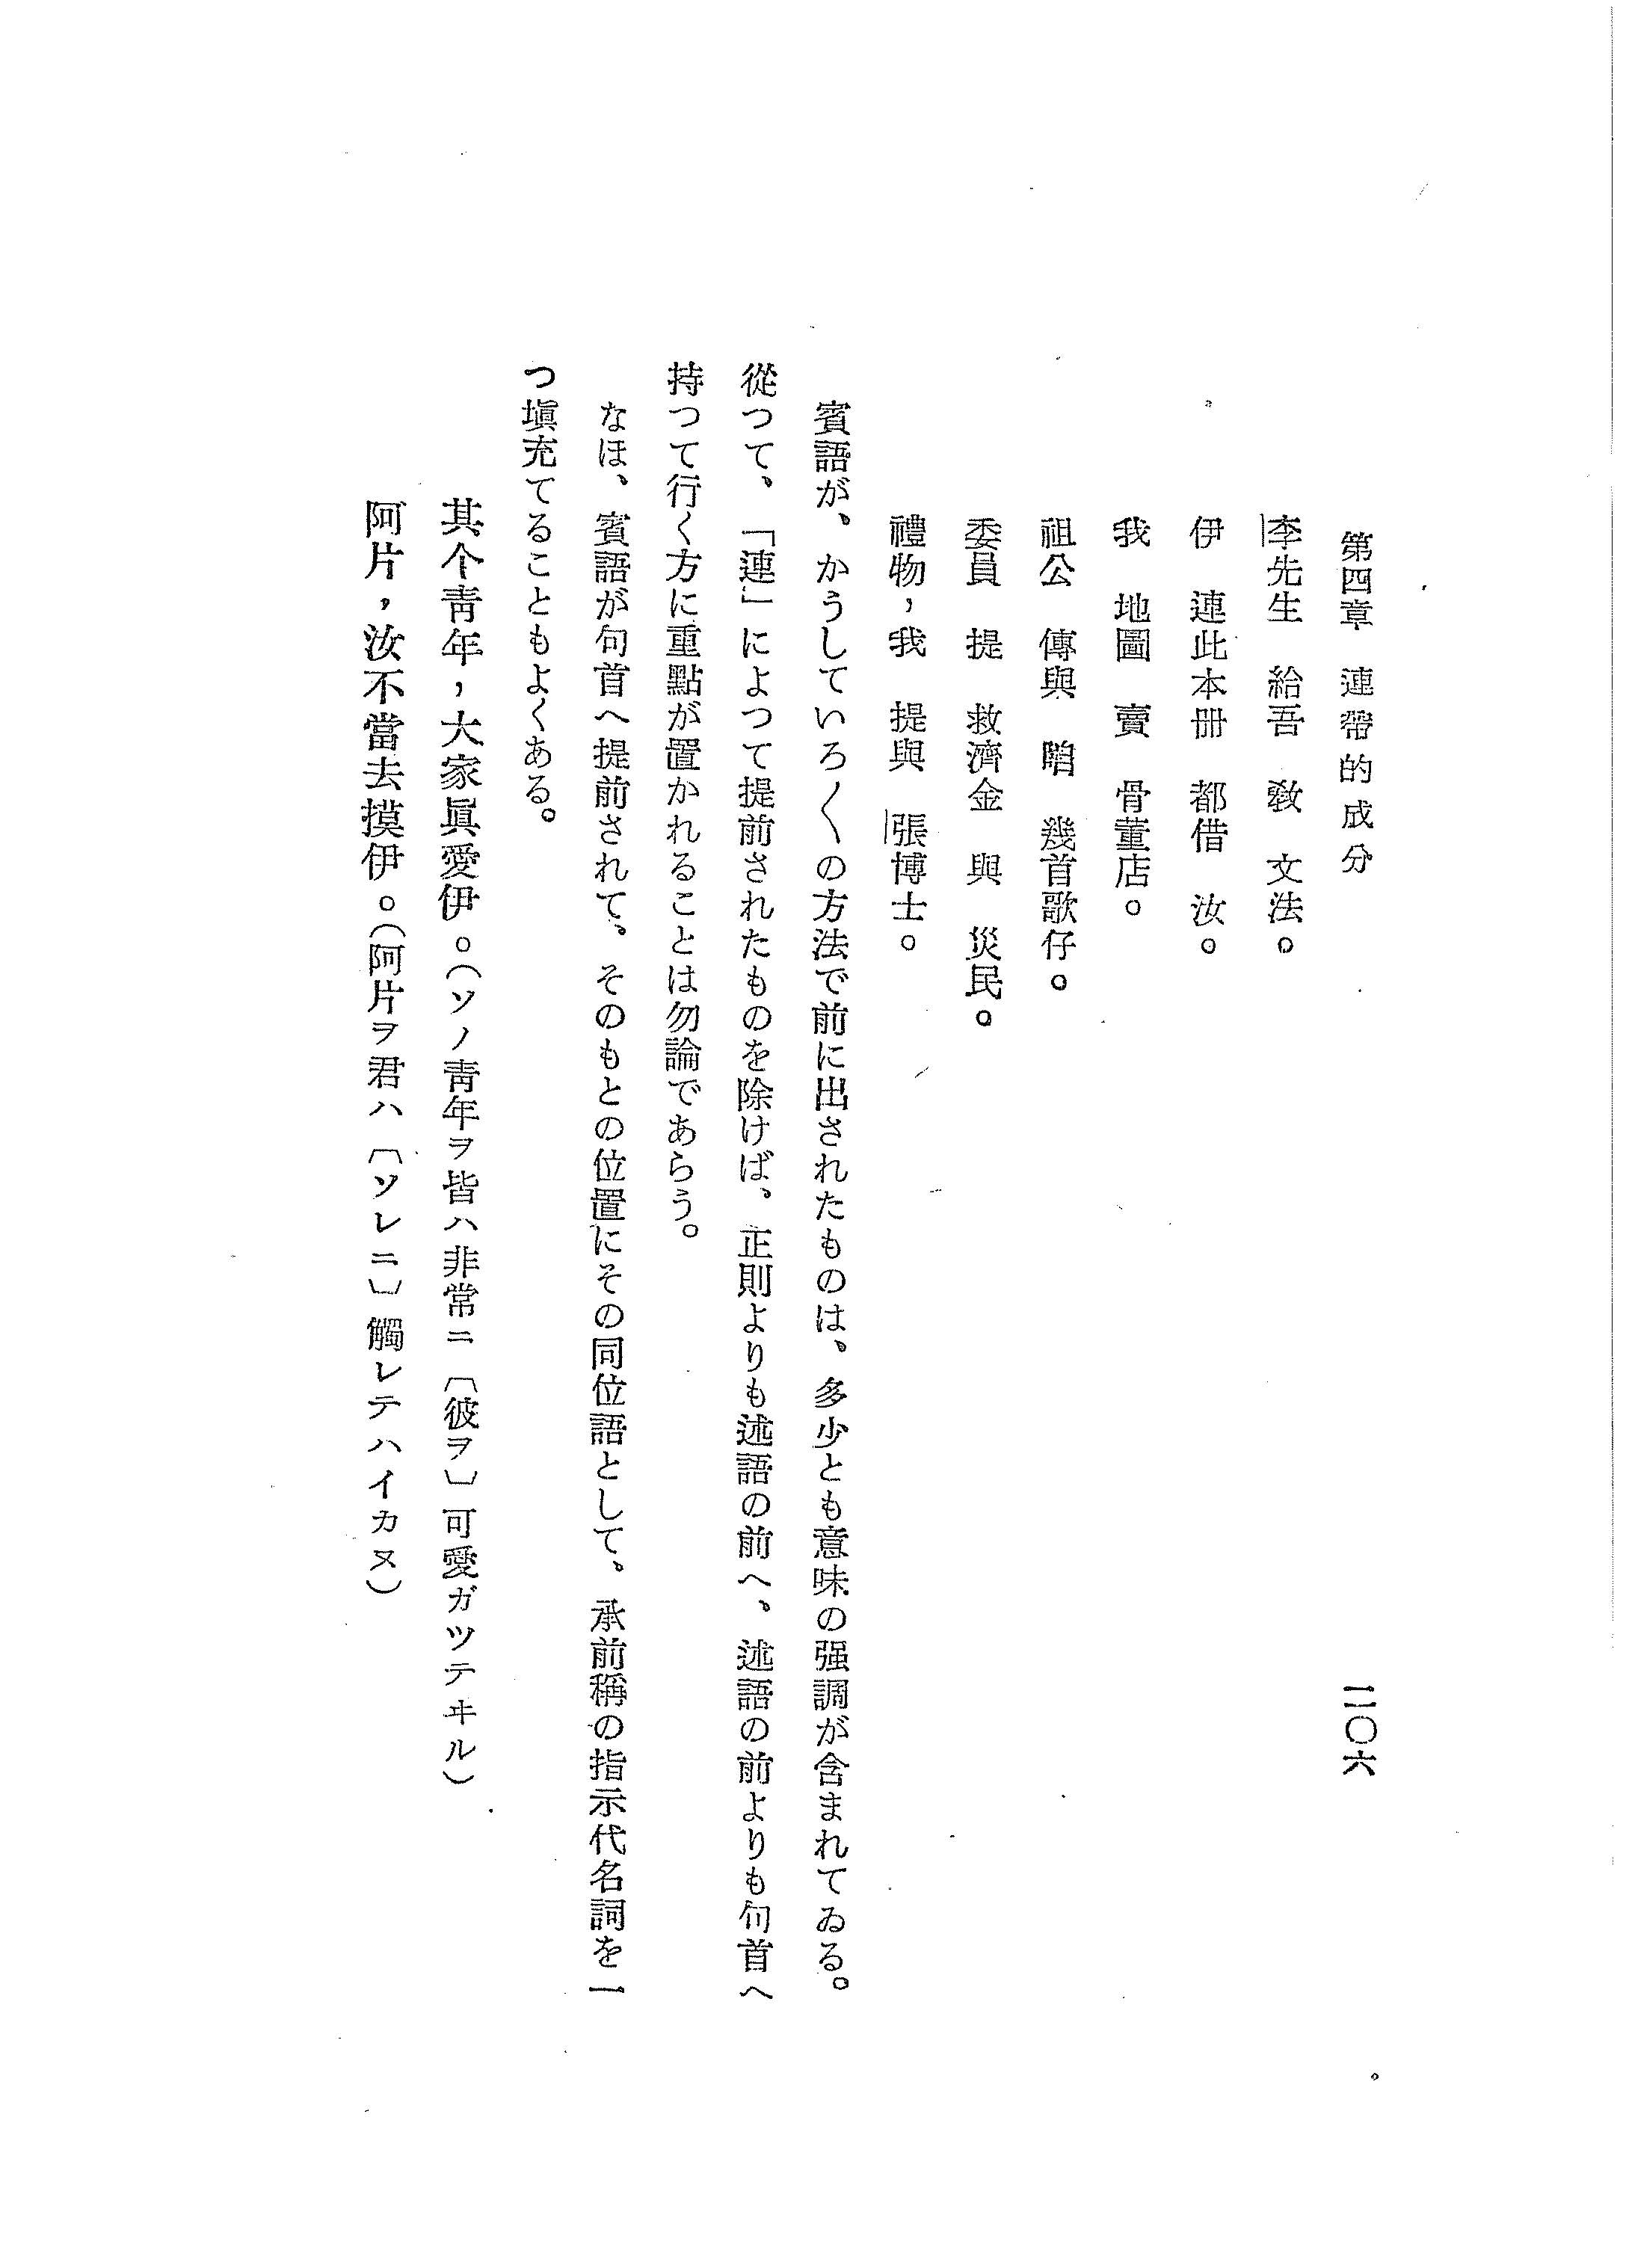 第四章　連帶的成分
二〇六
李先生　給吾　敎　文法。
伊　連此本冊　都借　汝。
我　地圖　賣　骨董店。
祖公　傳與　咱　幾首歌仔。
委員　提　救濟金　與　災民。
禮物，我　提與　張博士。
賓語が、かうしていろ〳〵の方法で前に出されたものは、多少とも意味の强調が含まれてゐる。
從つて、「連」によつて提前されたものを除けば、正則よりも述語の前へ、述語の前よりも句首へ
持つて行く方に重點が置かれることは勿論であらう。
なほ、賓語が句首へ提前されて、そのもとの位置にその同位語として、承前稱の指示代名詞を一
つ塡充てることもよくある。
其个靑年，大家眞愛伊。（ソノ靑年ヲ皆ハ非常ニ〔彼ヲ〕可愛ガツテヰル）
阿片，汝不當去摸伊。（阿片ヲ君ハ〔ソレニ〕觸レテハイカヌ）